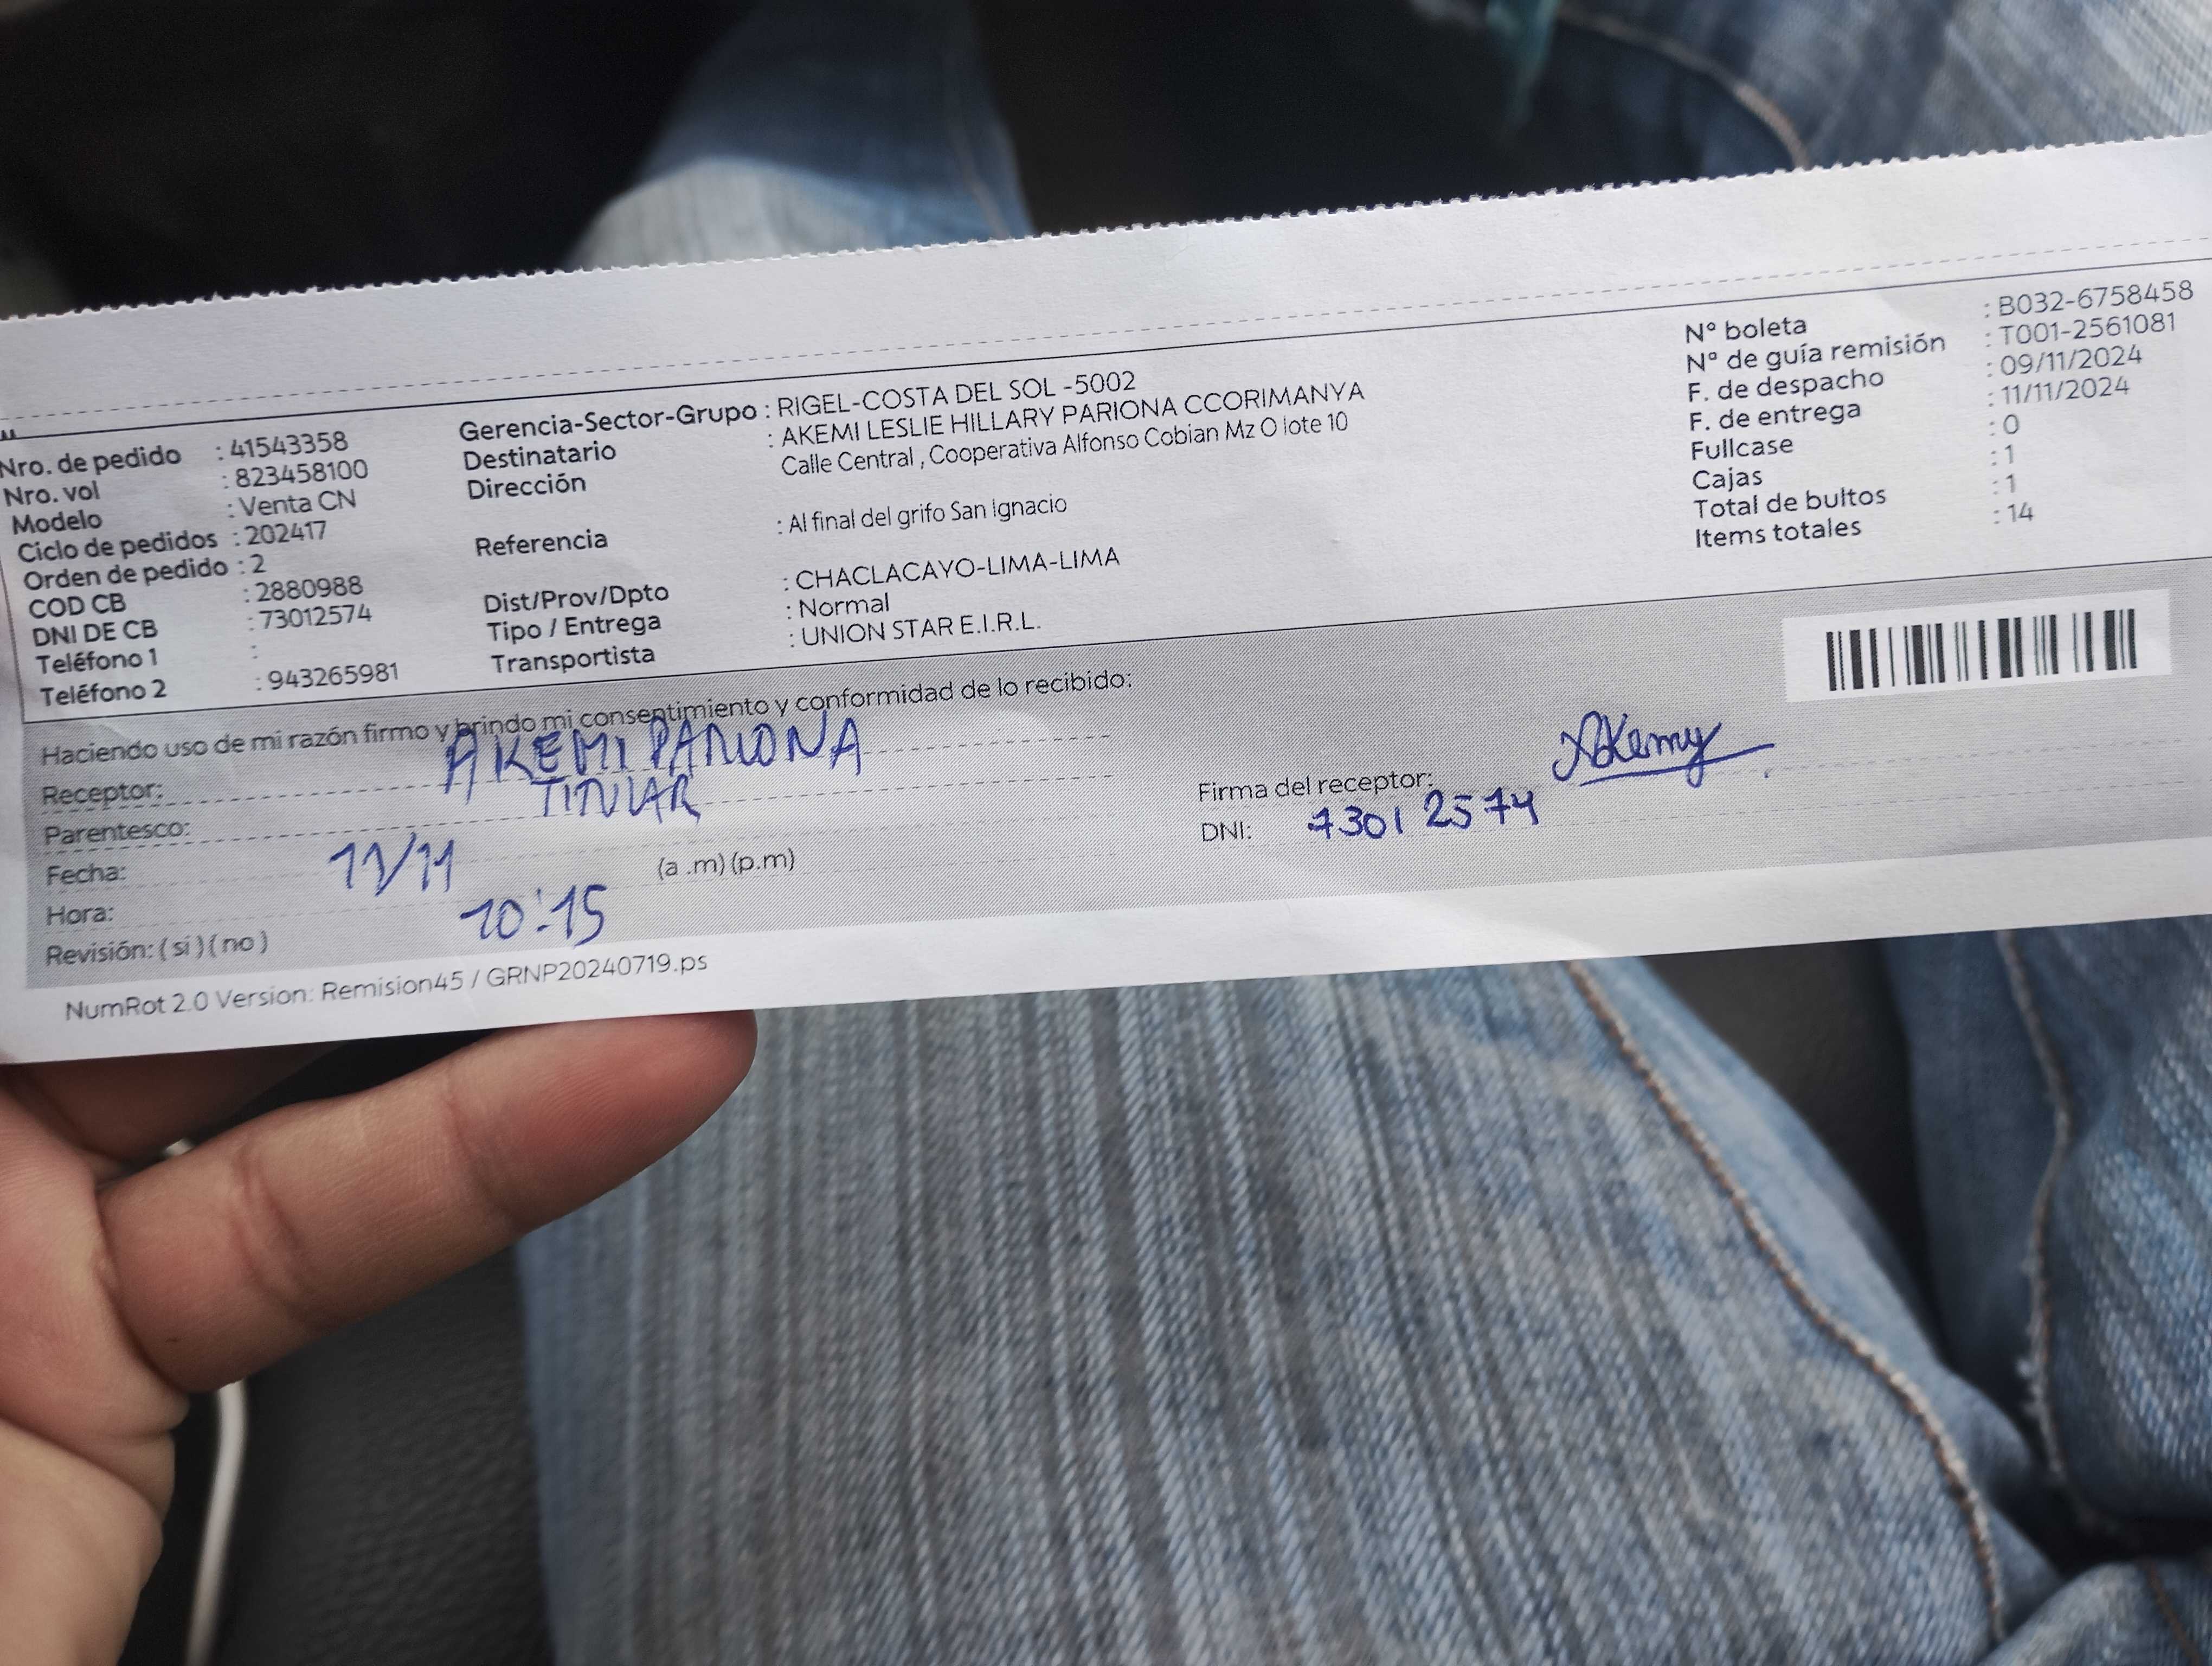 Nro. de pedido : 41543358
Nro. vol : 823458100
Modelo : Venta CN
Ciclo de pedidos : 202417
Orden de pedido : 2
COD CB : 2880988
DNI DE CB : 73012574
Teléfono 1 :
Teléfono 2 : 943265981
Gerencia-Sector-Grupo : RIGEL-COSTA DEL SOL -5002
Destinatario : AKEMI LESLIE HILLARY PARIONA CCORIMANYA
Dirección Calle Central , Cooperativa Alfonso Cobian Mz O lote 10
Referencia : Al final del grifo San Ignacio
Dist/Prov/Dpto : CHACLACAYO-LIMA-LIMA
Tipo / Entrega : Normal
Transportista : UNION STAR E.I.R.L.
N° boleta : B032-6758458
N° de guía remisión : T001-2561081
F. de despacho : 09/11/2024
F. de entrega : 11/11/2024
Fullcase : 0
Cajas : 1
Total de bultos : 1
Items totales : 14
Haciendo uso de mi razón firmo y brindo mi consentimiento y conformidad de lo recibido:
Receptor: AKEMI PARIONA
Parentesco: TITULAR
Fecha: 11/11
Hora: 10:15 (a .m) (p.m)
Revisión: ( si ) ( no )
Firma del receptor: Akemy
DNI: 73012574
NumRot 2.0 Version: Remision45 / GRNP20240719.ps